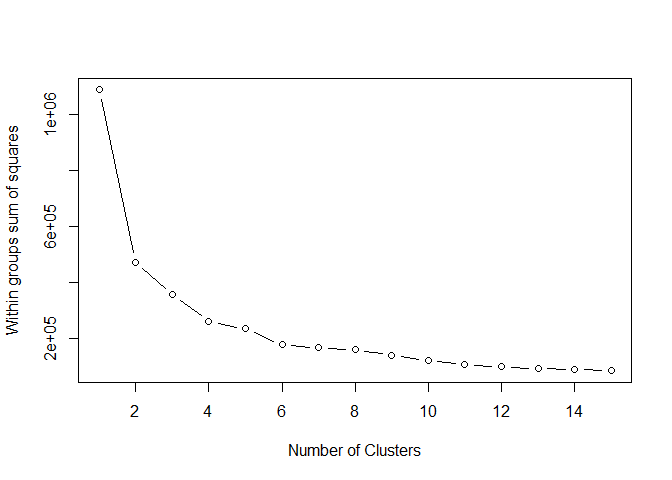 Within groups sum of squares
1e+06
6e+05
2e+05
2 4 6 8 10 12 14
Number of Clusters